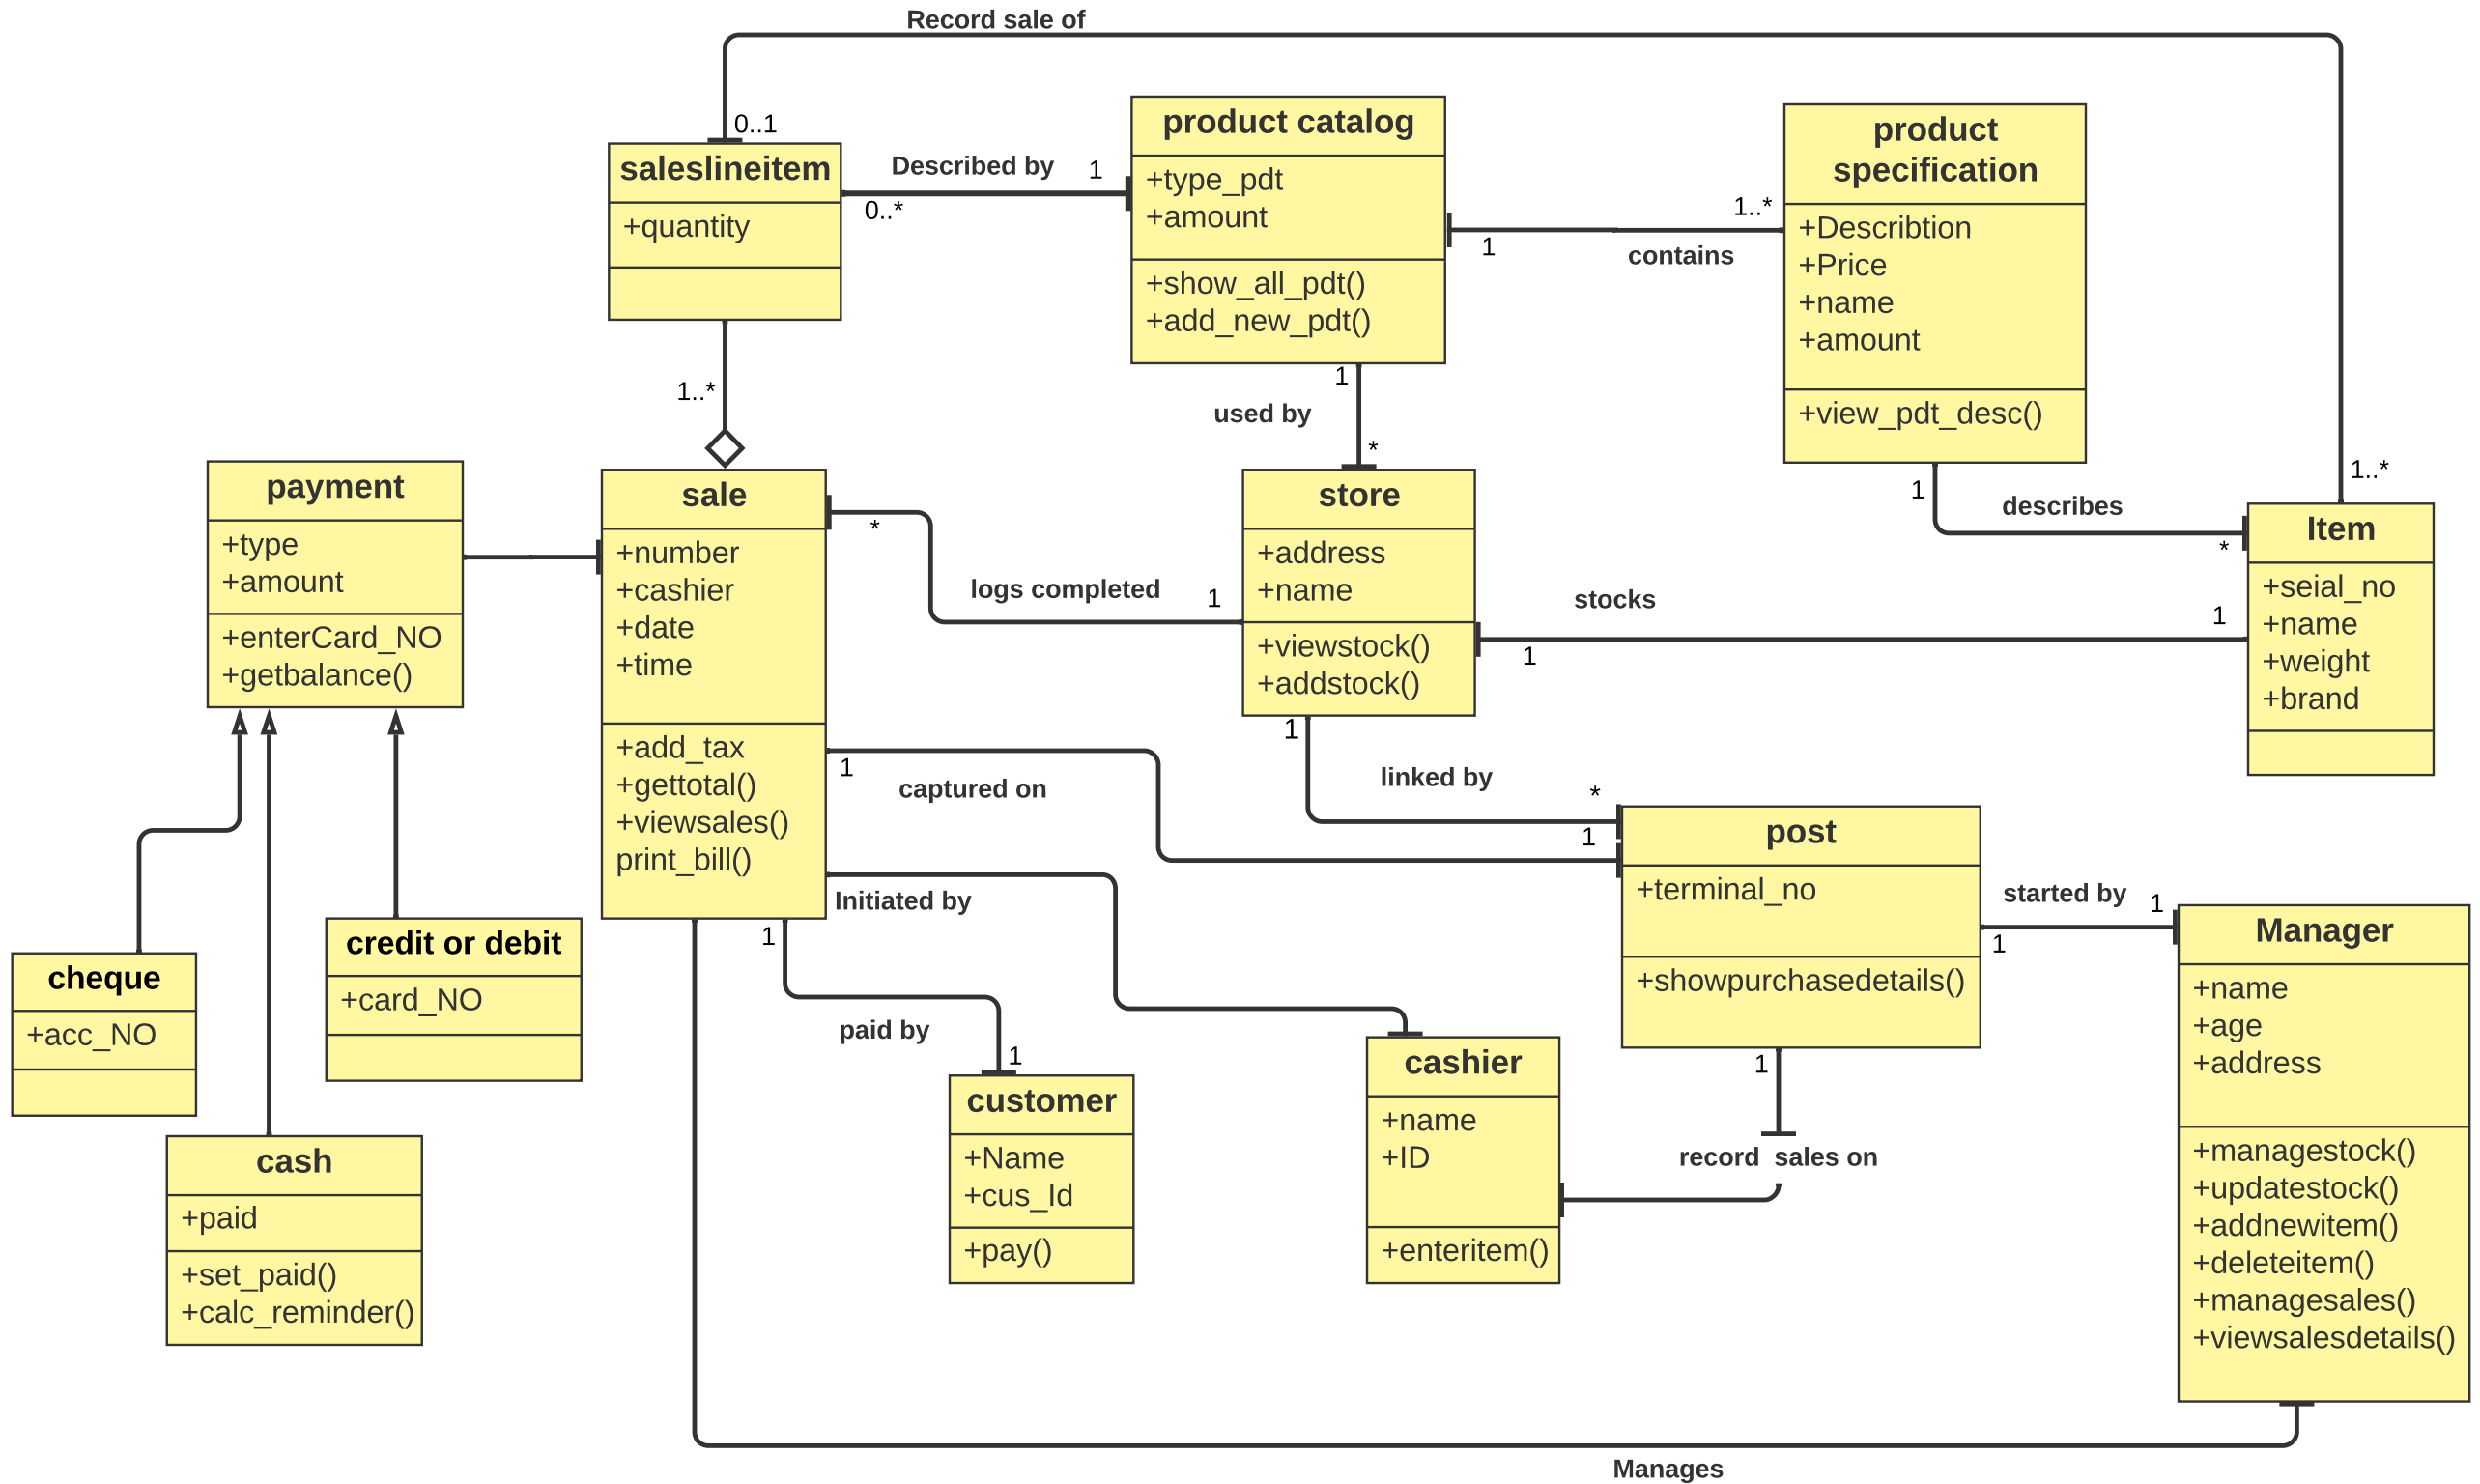 Record sale of
0..1
saleslineitem
+quantity
Described by
1
0..*
product catalog
+type_pdt
+amount
+show_all_pdt()
+add_new_pdt()
1
contains
1..*
product
specification
+Describtion
+Price
+name
+amount
+view_pdt_desc()
1..*
1
used by
*
1
describes
*
1..*
payment
+type
+amount
+enterCard_NO
+getbalance()
sale
+number
+cashier
+date
+time
+add_tax
+gettotal()
+viewsales()
print_bill()
*
logs completed
1
store
+address
+name
+viewstock()
+addstock()
stocks
1
1
Item
+seial_no
+name
+weight
+brand
1
captured on
1
linked by
*
1
post
+terminal_no
+showpurchasedetails()
started by
1
1
Manager
+name
+age
+address
+managestock()
+updatestock()
+addnewitem()
+deleteitem()
+managesales()
+viewsalesdetails()
Initiated by
1
paid by
1
cheque
+acc_NO
credit or debit
+card_NO
cash
+paid
+set_paid()
+calc_reminder()
customer
+Name
+cus_Id
+pay()
cashier
+name
+ID
+enteritem()
1
record sales on
Manages